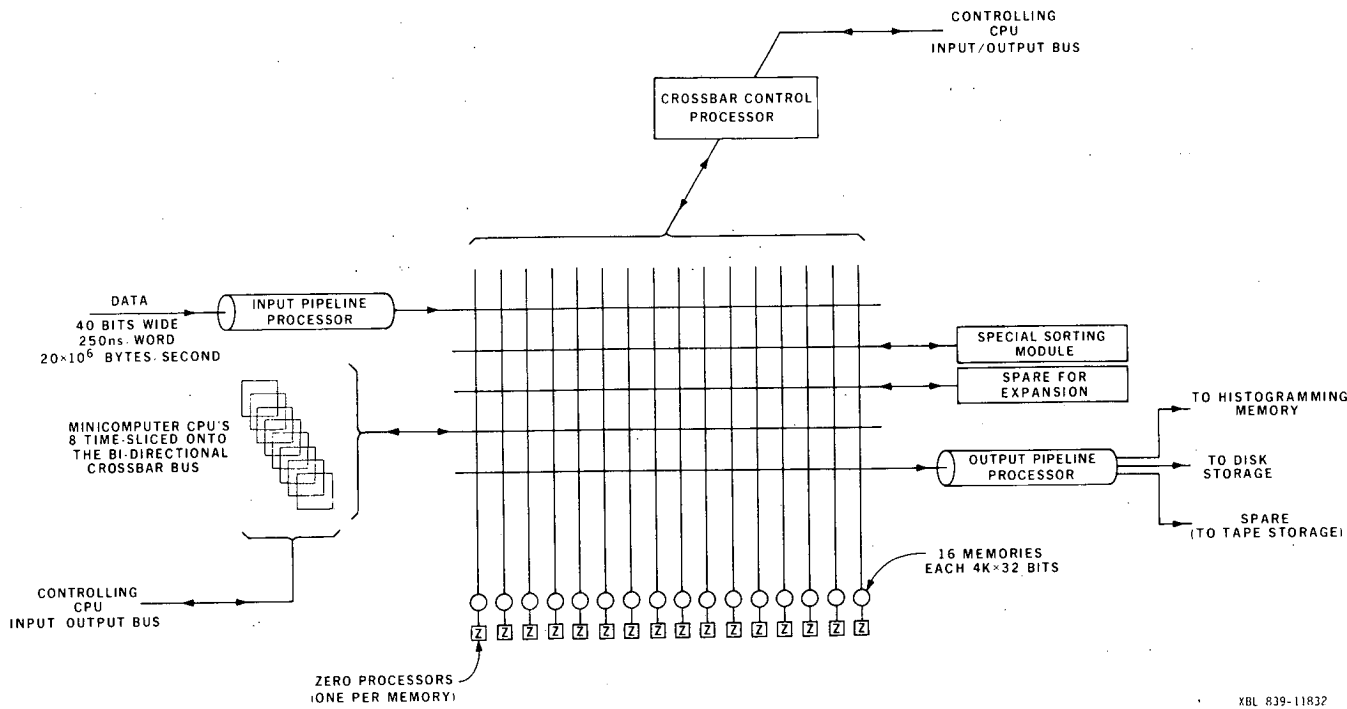 CONTROLLING
CPU
INPUT/OUTPUT BUS
CROSSBAR CONTROL
PROCESSOR
DATA
40 BITS WIDE
250ns. WORD
20×10⁶ BYTES. SECOND
INPUT PIPELINE
PROCESSOR
SPECIAL SORTING
MODULE
SPARE FOR
EXPANSION
MINICOMPUTER CPU'S
8 TIME-SLICED ONTO
THE BI-DIRECTIONAL
CROSSBAR BUS
OUTPUT PIPELINE
PROCESSOR
TO HISTOGRAMMING
MEMORY
TO DISK
STORAGE
SPARE
(TO TAPE STORAGE)
16 MEMORIES
EACH 4K×32 BITS
CONTROLLING
CPU
INPUT OUTPUT BUS
Z Z Z Z Z Z Z Z Z Z Z Z Z Z Z Z
ZERO PROCESSORS
(ONE PER MEMORY)
XBL 839-11832